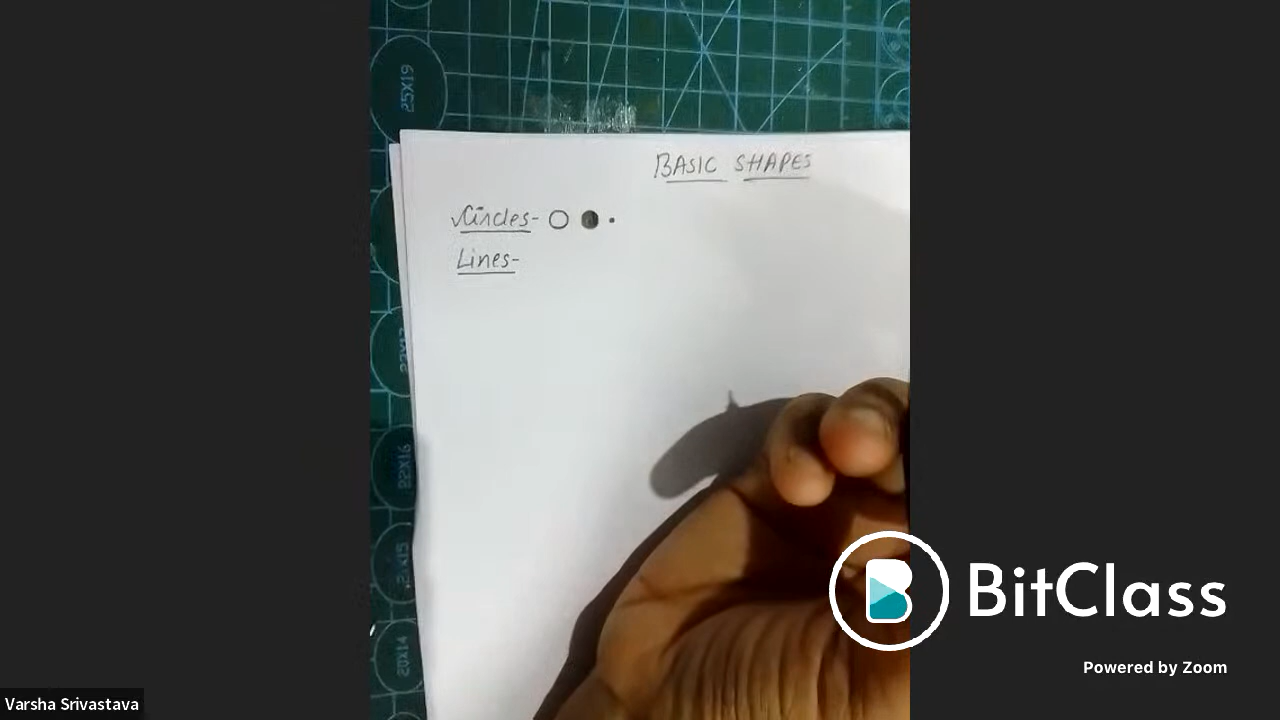 25X19
BASIC SHAPES
Circles-
Lines-
22X16
20X14
BitClass
Powered by Zoom
Varsha Srivastava